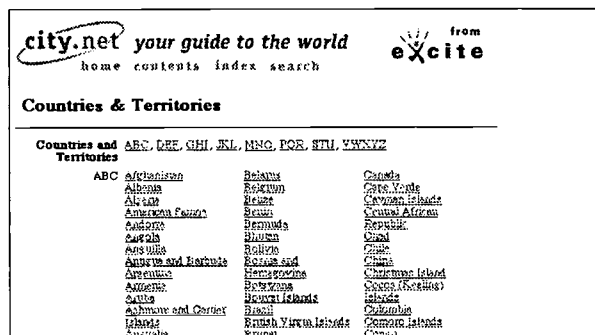 city.net your guide to the world
from
excite
home contents index search
Countries & Territories
Countries and Territories
ABC, DEF, GHI, JKL, MNO, PQR, STU, VWXYZ
ABC
Afghanistan
Albania
Algeria
American Samoa
Andorra
Angola
Anguilla
Antigua and Barbuda
Argentina
Armenia
Aruba
Ashmore and Cartier
Islands
Australia
Belarus
Belgium
Belize
Benin
Bermuda
Bhutan
Bolivia
Bosnia and
Herzegovina
Botswana
Bouvet Islands
Brazil
British Virgin Islands
Brunei
Canada
Cape Verde
Cayman Islands
Central African
Republic
Chad
Chile
China
Christmas Island
Cocos (Keeling)
Islands
Colombia
Comoro Islands
Congo